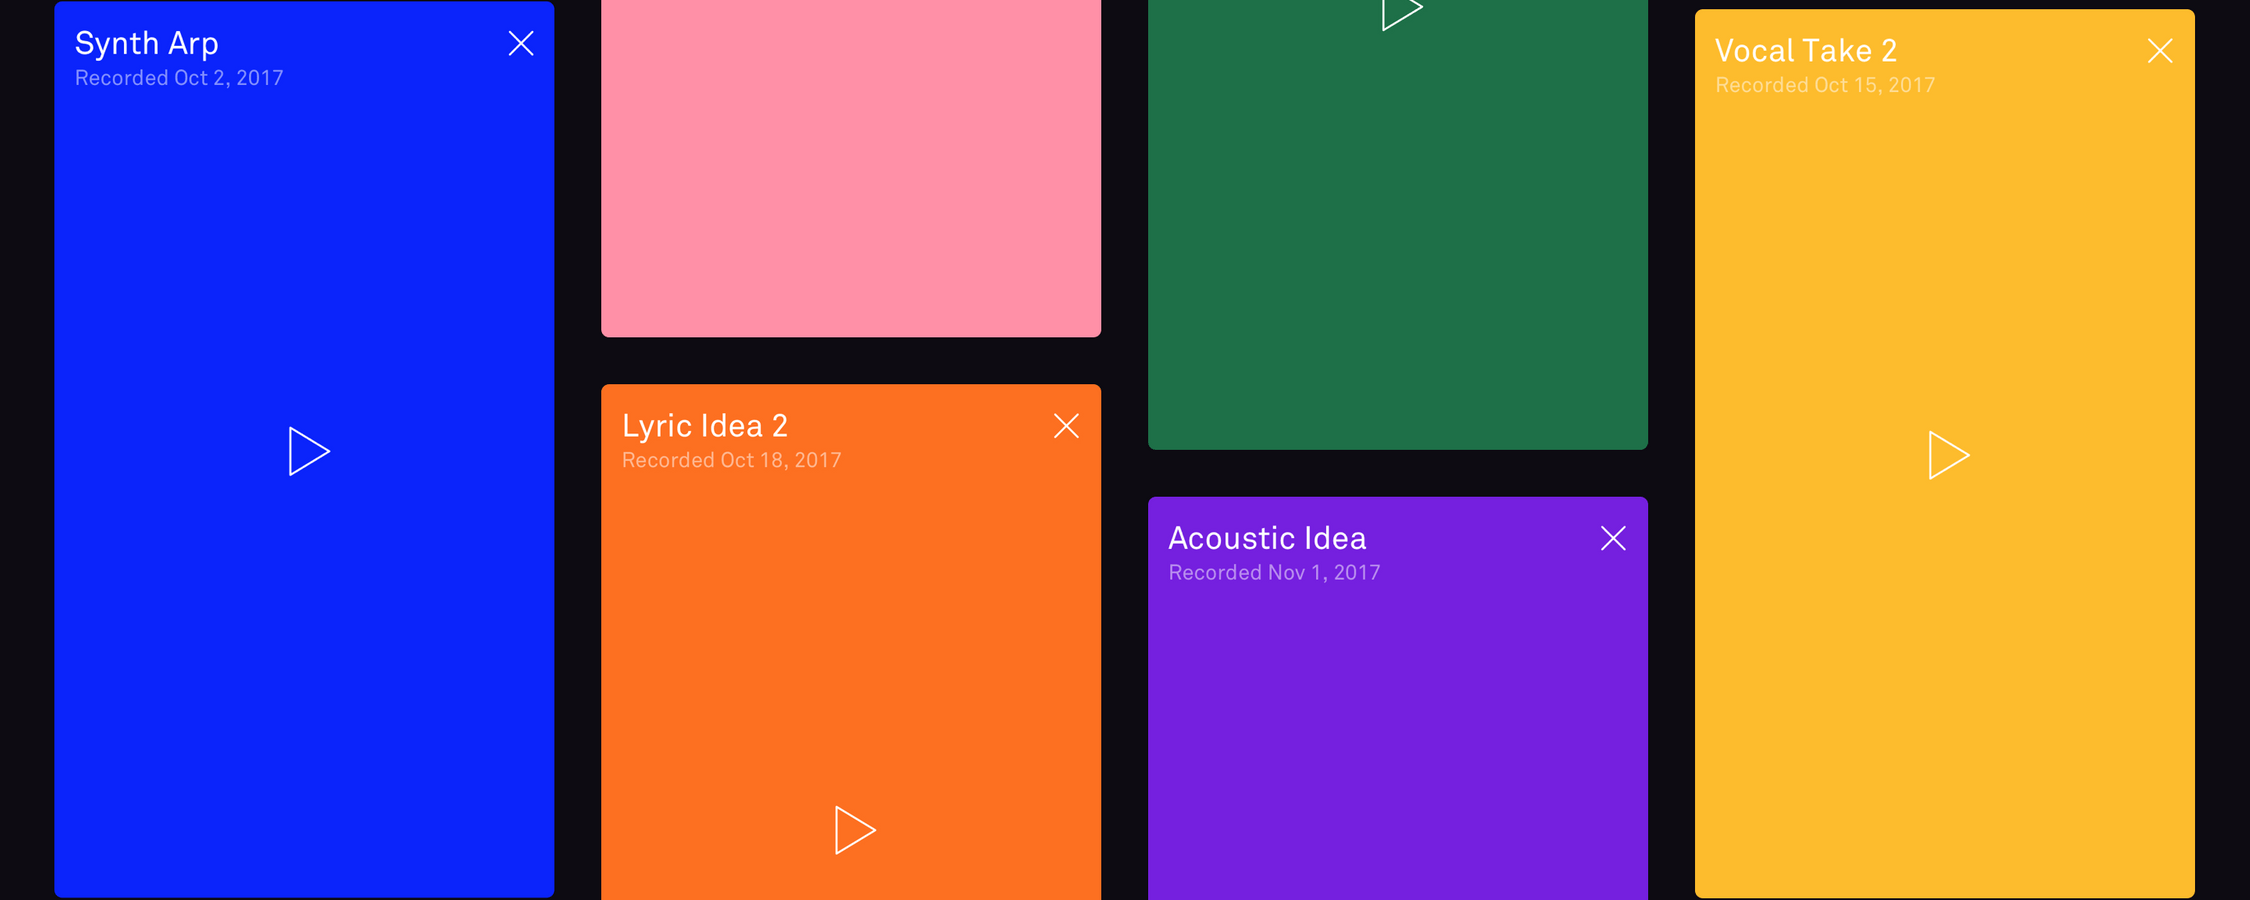 Synth Arp
Recorded Oct 2, 2017
Lyric Idea 2
Recorded Oct 18, 2017
Acoustic Idea
Recorded Nov 1, 2017
Vocal Take 2
Recorded Oct 15, 2017